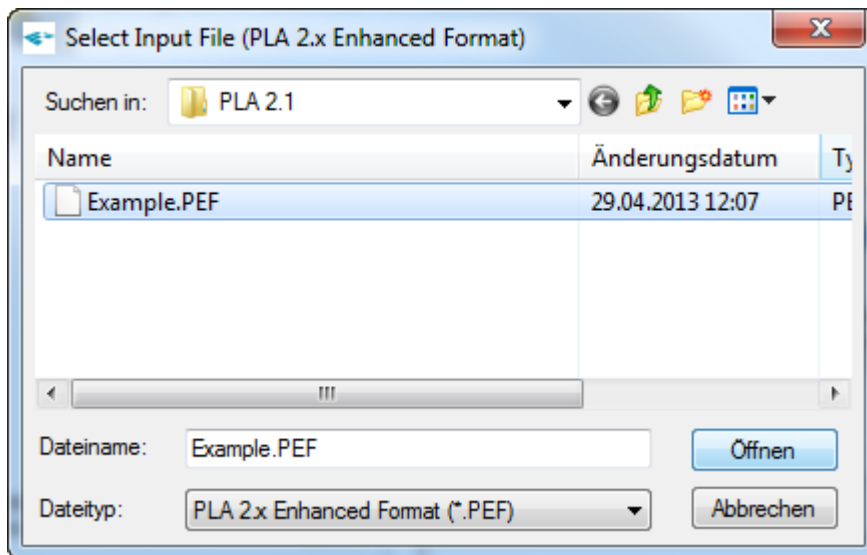 Select Input File (PLA 2.x Enhanced Format)
Suchen in: PLA 2.1
Name Änderungsdatum
Example.PEF 29.04.2013 12:07
Dateiname: Example.PEF Öffnen
Dateityp: PLA 2.x Enhanced Format (*.PEF) Abbrechen